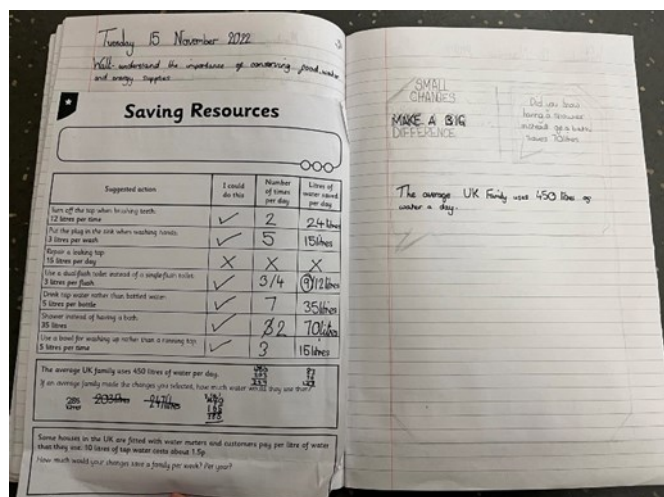 Tuesday 15 November 2022
Walt- understand the importance of conserving food, water
and energy supplies
Saving Resources
Suggested action I could do this Number of times per day Litres of water saved per day
Turn off the tap when brushing teeth:
12 litres per time ✓ 2 24 litres
Put the plug in the sink when washing hands:
3 litres per wash ✓ 5 15 litres
Repair a leaking tap:
15 litres per day X X X
Use a dual-flush toilet instead of a single-flush toilet:
3 litres per flush ✓ 3/4 9/12 litres
Drink tap water rather than bottled water:
5 litres per bottle ✓ 7 35 litres
Shower instead of having a bath:
35 litres ✓ 2 70 litres
Use a bowl for washing up rather than a running tap:
5 litres per time ✓ 3 15 litres
The average UK family uses 450 litres of water per day.
If an average family made the changes you selected, how much water would they use then?
Some houses in the UK are fitted with water meters and customers pay per litre of water
that they use. 10 litres of tap water costs about 1.5p.
How much would your changes save a family per week? Per year?
SMALL
CHANGES
MAKE A BIG
DIFFERENCE
Did you know
having a shower
instead of a bath
saves 70 litres
The average UK Family uses 450 litres of
water a day.